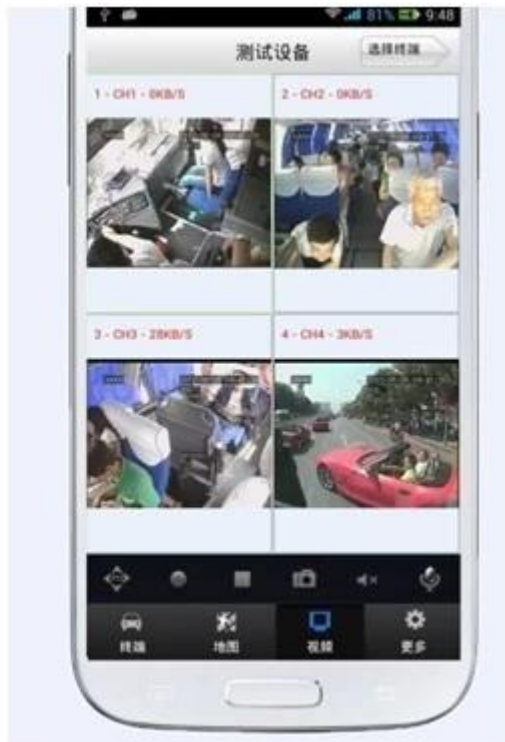 81% 9:48
测试设备
选择终端
1 - CH1 - 0KB/S
2 - CH2 - 0KB/S
3 - CH3 - 28KB/S
4 - CH4 - 3KB/S
终端
地图
视频
更多